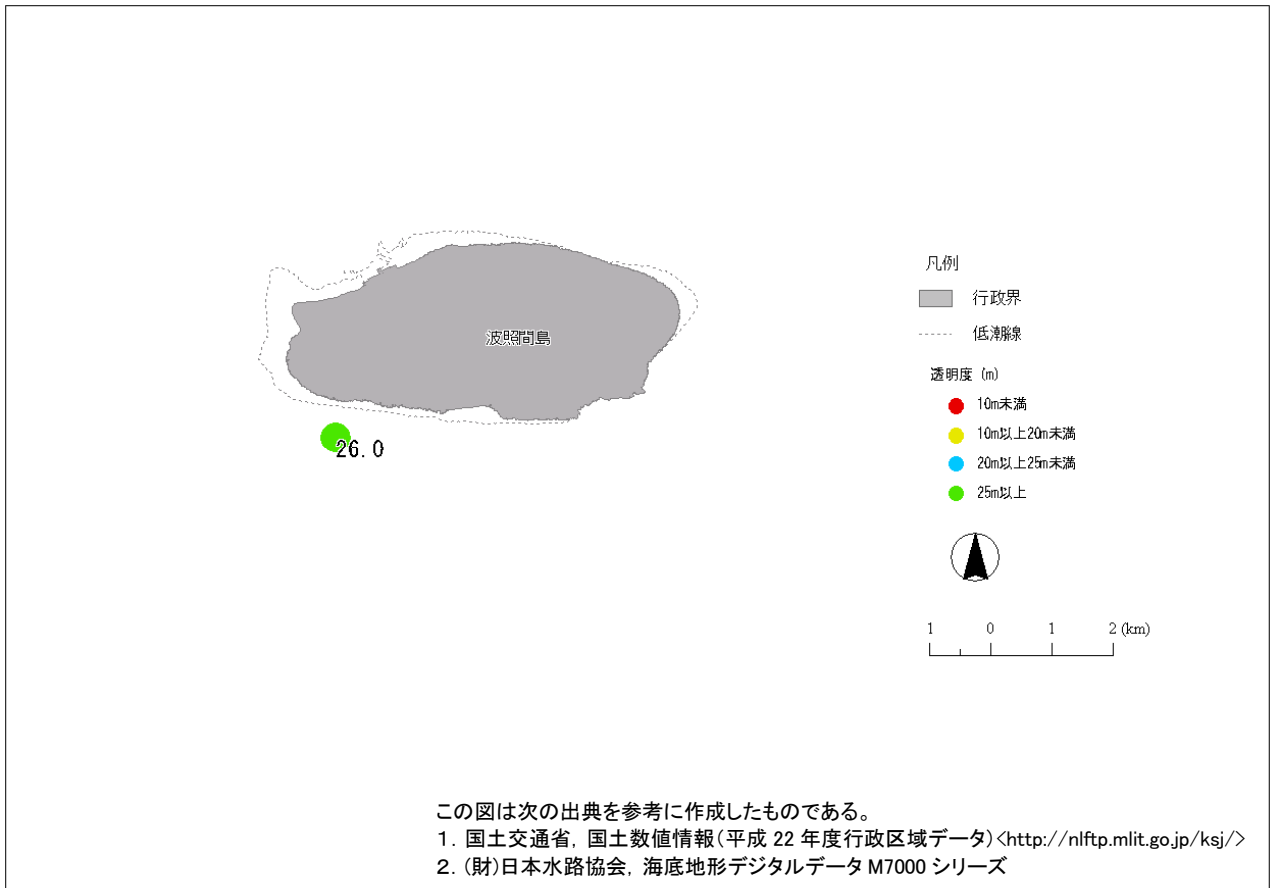 波照間島
26.0
凡例
行政界
低潮線
透明度 (m)
10m未満
10m以上20m未満
20m以上25m未満
25m以上
1 0 1 2 (km)
この図は次の出典を参考に作成したものである。
1. 国土交通省, 国土数値情報(平成 22 年度行政区域データ)<http://nlftp.mlit.go.jp/ksj/>
2. (財)日本水路協会, 海底地形デジタルデータ M7000 シリーズ